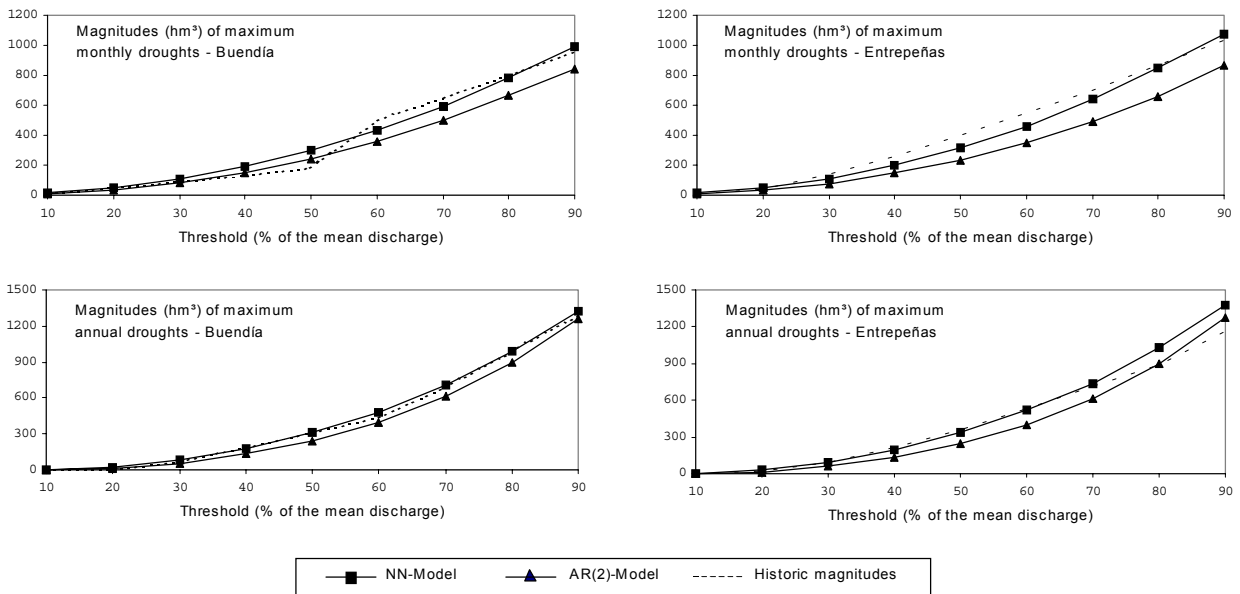 Magnitudes (hm³) of maximum
monthly droughts - Buendía
1200
1000
800
600
400
200
0
10 20 30 40 50 60 70 80 90
Threshold (% of the mean discharge)
Magnitudes (hm³) of maximum
monthly droughts - Entrepeñas
1200
1000
800
600
400
200
0
10 20 30 40 50 60 70 80 90
Threshold (% of the mean discharge)
Magnitudes (hm³) of maximum
annual droughts - Buendía
1500
1200
900
600
300
0
10 20 30 40 50 60 70 80 90
Threshold (% of the mean discharge)
Magnitudes (hm³) of maximum
annual droughts - Entrepeñas
1500
1200
900
600
300
0
10 20 30 40 50 60 70 80 90
Threshold (% of the mean discharge)
NN-Model AR(2)-Model Historic magnitudes